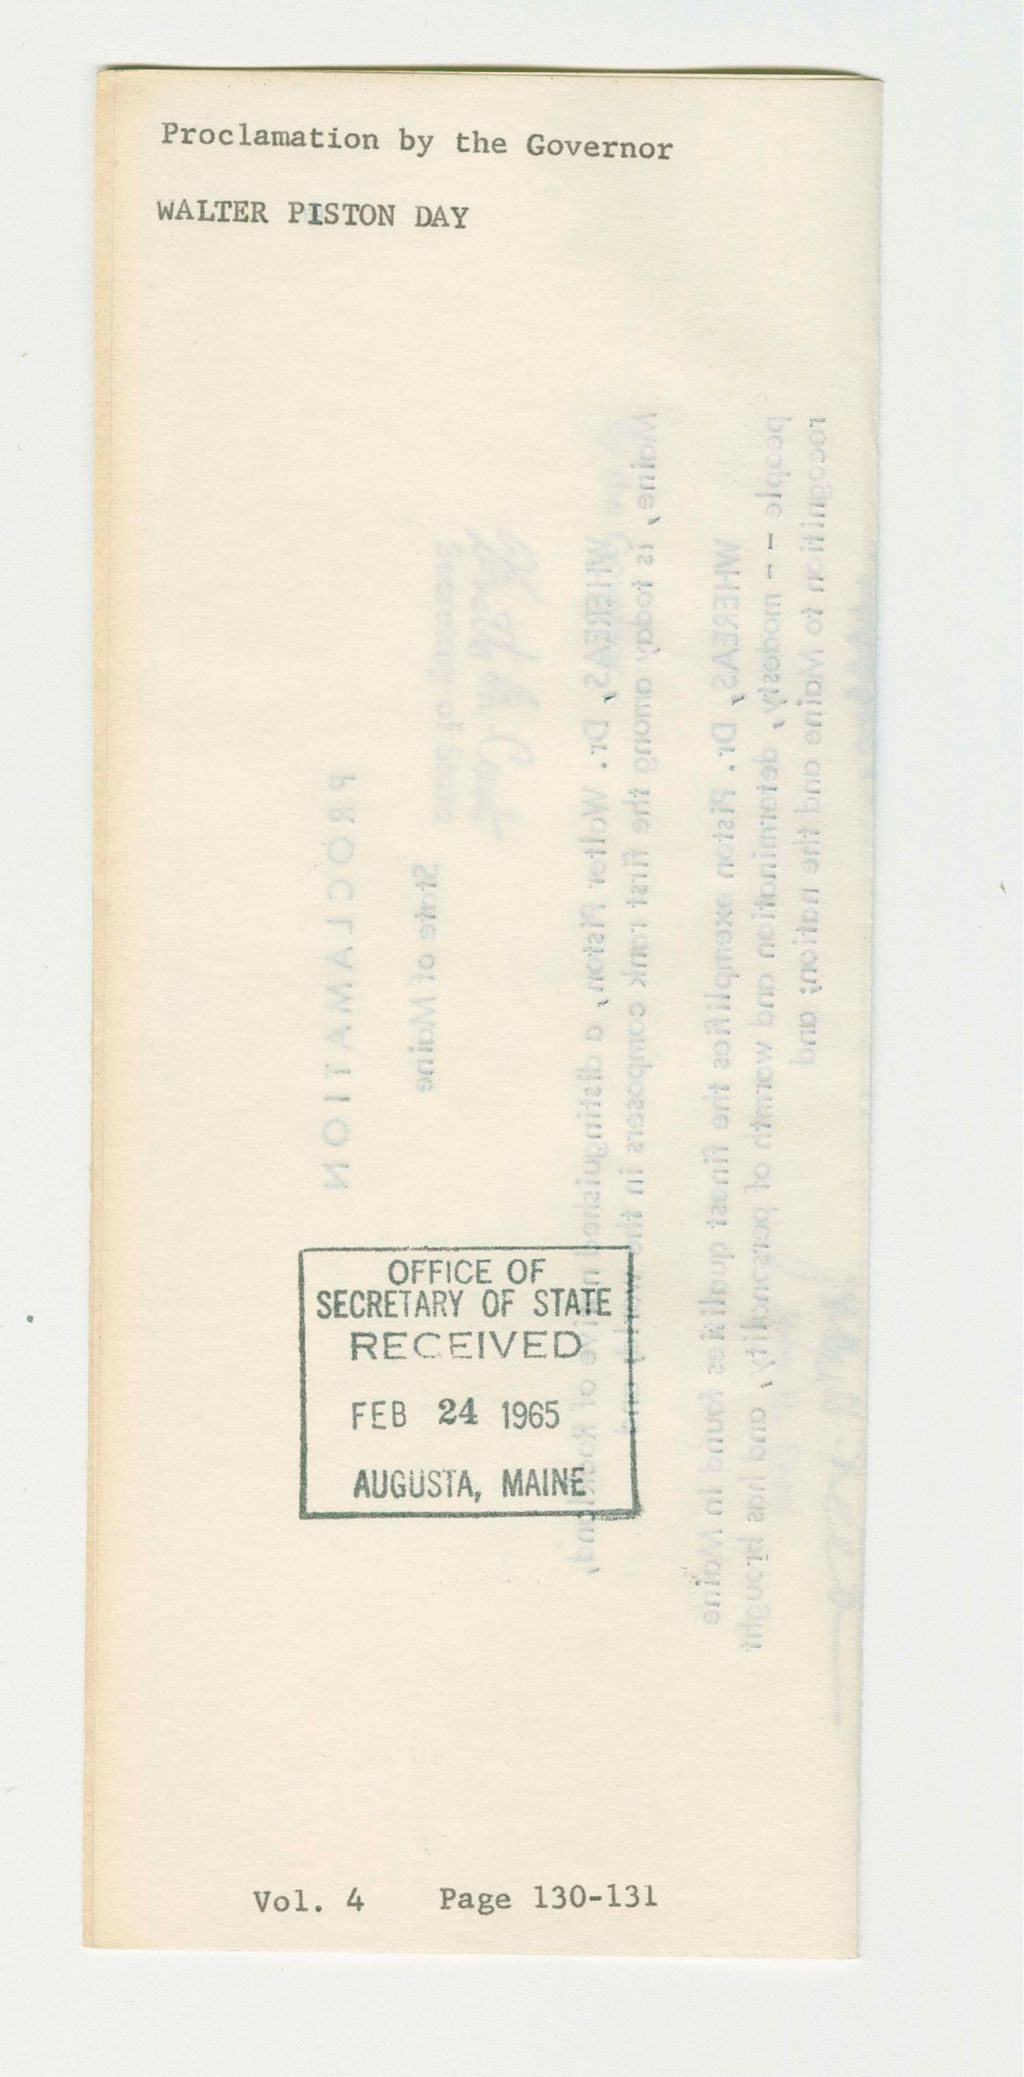 Proclamation by the Governor
WALTER PISTON DAY
OFFICE OF
SECRETARY OF STATE
RECEIVED
FEB 24 1965
AUGUSTA, MAINE
Vol. 4 Page 130-131